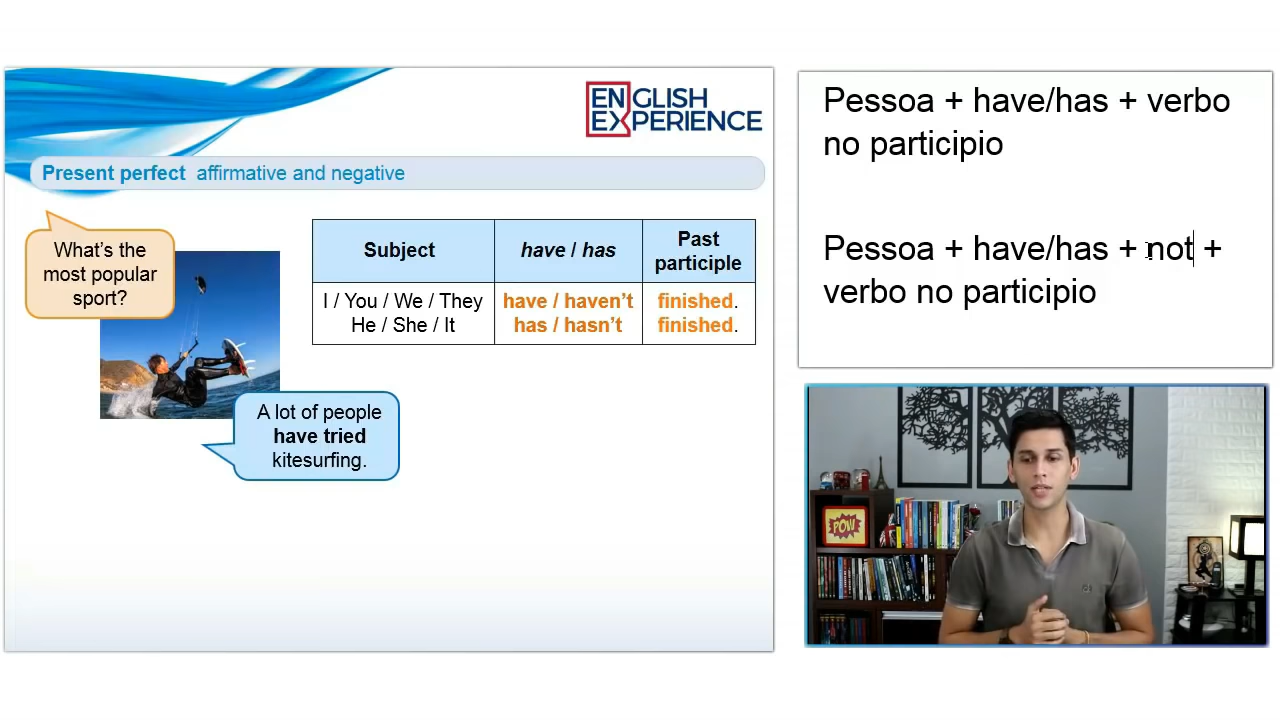 ENGLISH
EXPERIENCE
Present perfect affirmative and negative
What's the
most popular
sport?
Subject have / has Past participle
I / You / We / They have / haven't finished.
He / She / It has / hasn't finished.
A lot of people
have tried
kitesurfing.
Pessoa + have/has + verbo
no participio
Pessoa + have/has + not +
verbo no participio
POW